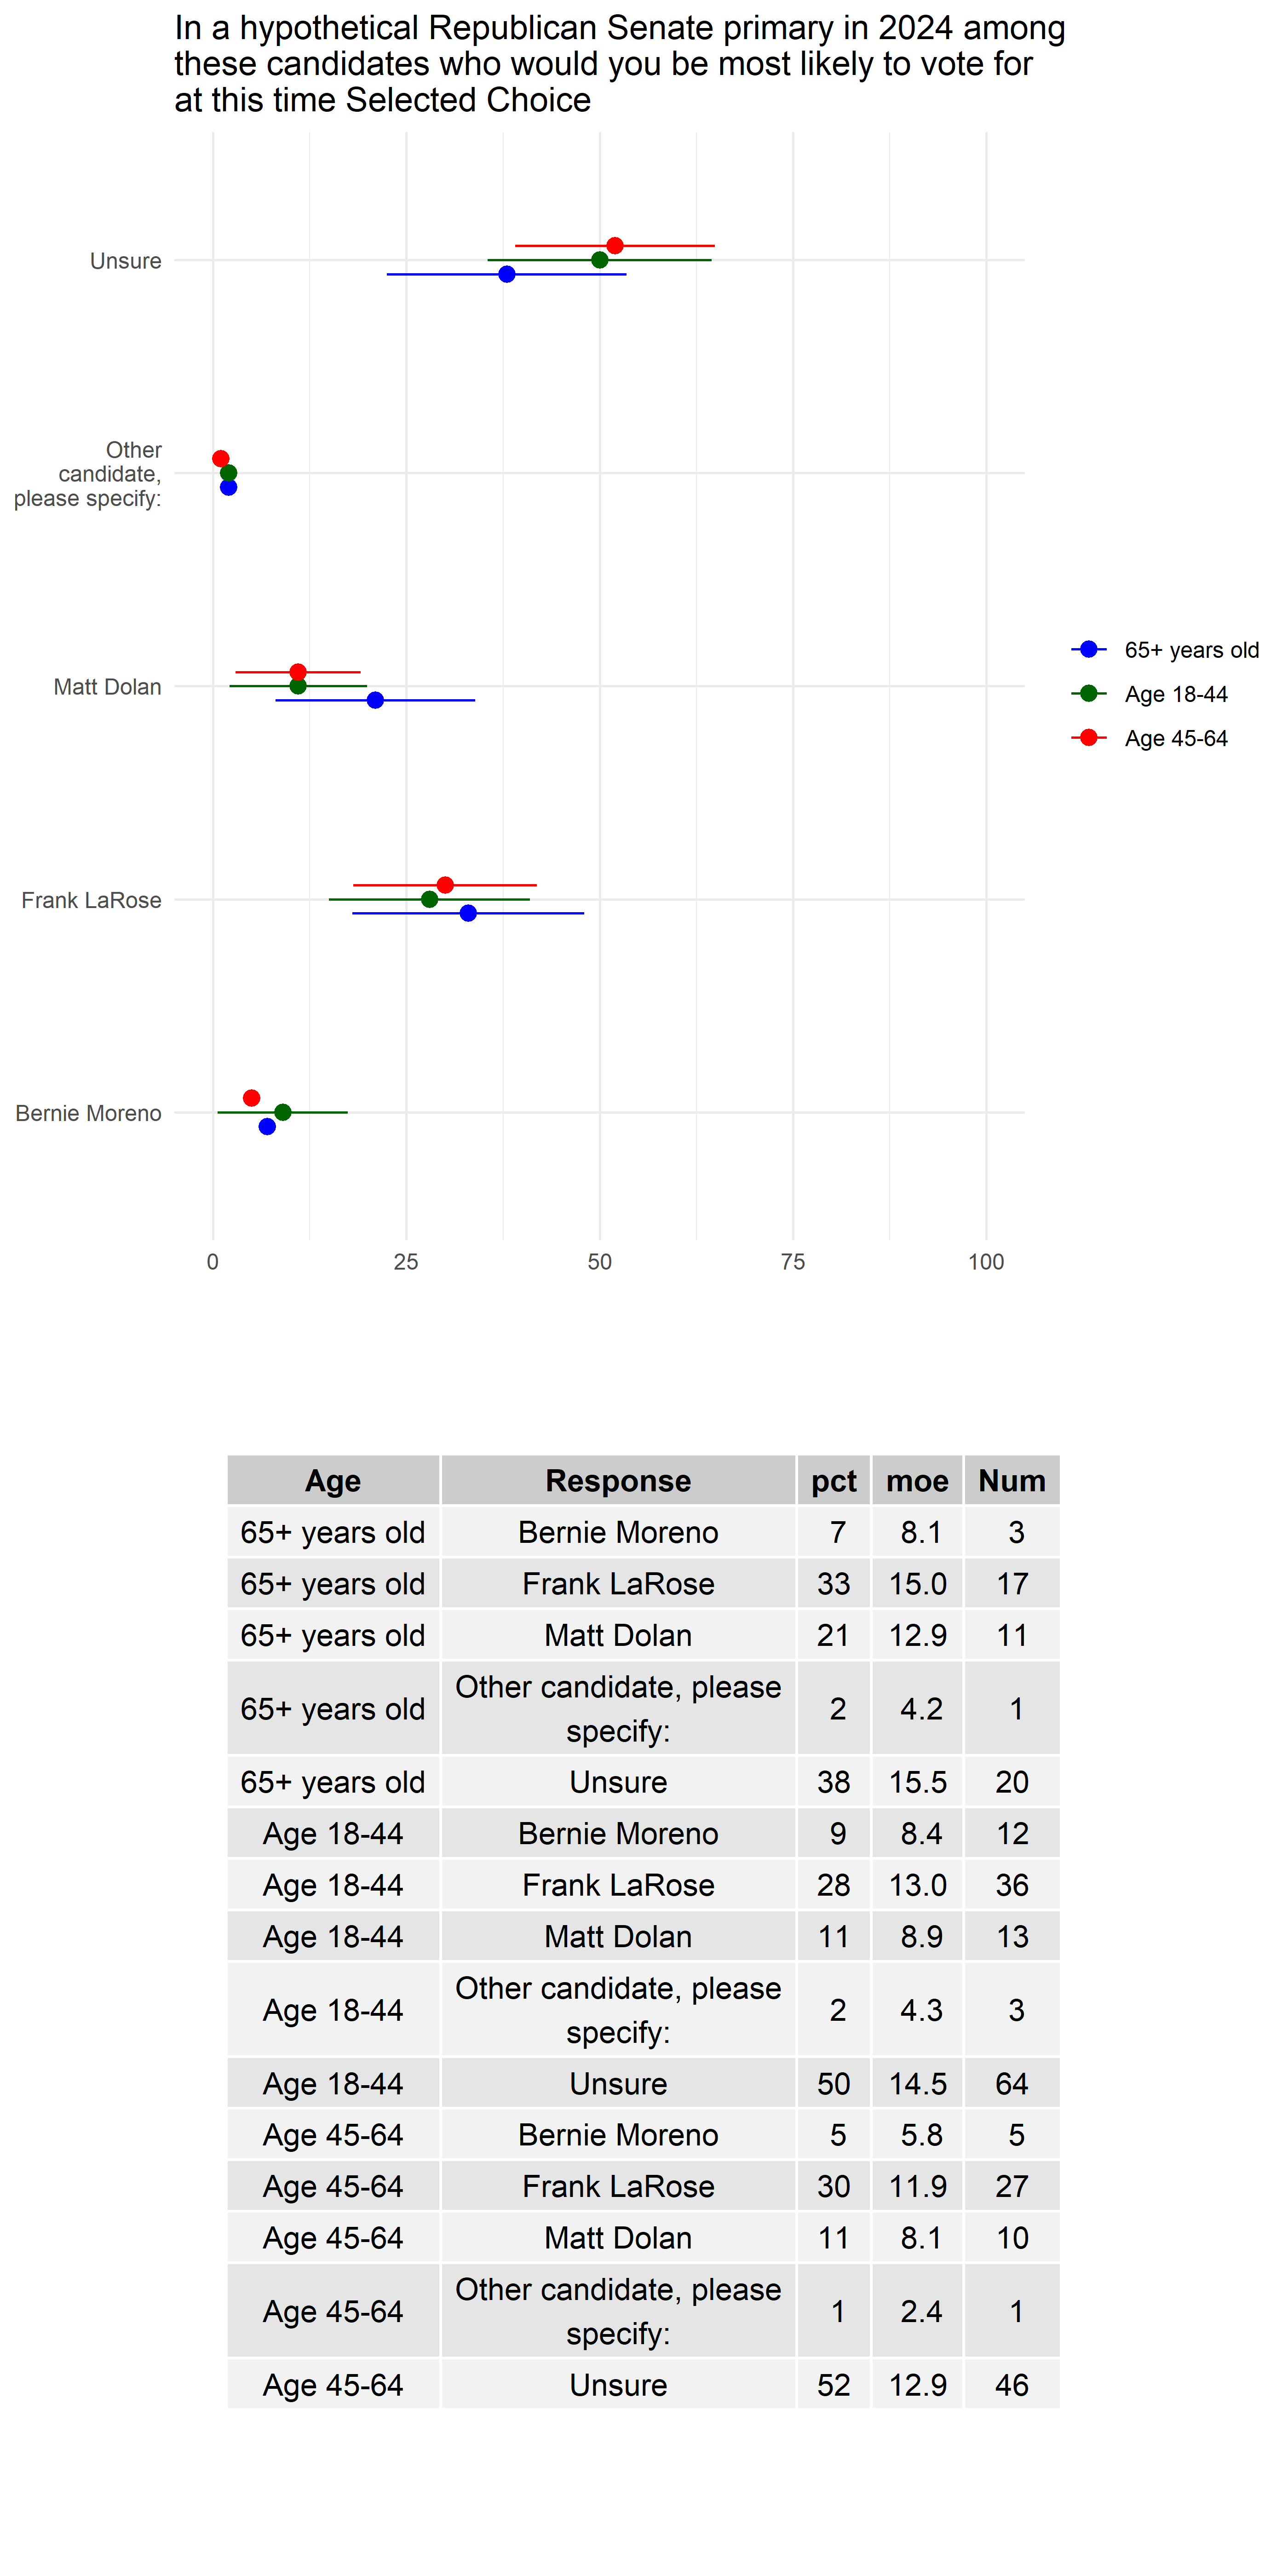 In a hypothetical Republican Senate primary in 2024 among
these candidates who would you be most likely to vote for
at this time Selected Choice
Unsure
Other
candidate,
please specify:
Matt Dolan
Frank LaRose
Bernie Moreno
0 25 50 75 100
65+ years old
Age 18-44
Age 45-64
Age Response pct moe Num
65+ years old Bernie Moreno 7 8.1 3
65+ years old Frank LaRose 33 15.0 17
65+ years old Matt Dolan 21 12.9 11
65+ years old Other candidate, please
specify: 2 4.2 1
65+ years old Unsure 38 15.5 20
Age 18-44 Bernie Moreno 9 8.4 12
Age 18-44 Frank LaRose 28 13.0 36
Age 18-44 Matt Dolan 11 8.9 13
Age 18-44 Other candidate, please
specify: 2 4.3 3
Age 18-44 Unsure 50 14.5 64
Age 45-64 Bernie Moreno 5 5.8 5
Age 45-64 Frank LaRose 30 11.9 27
Age 45-64 Matt Dolan 11 8.1 10
Age 45-64 Other candidate, please
specify: 1 2.4 1
Age 45-64 Unsure 52 12.9 46